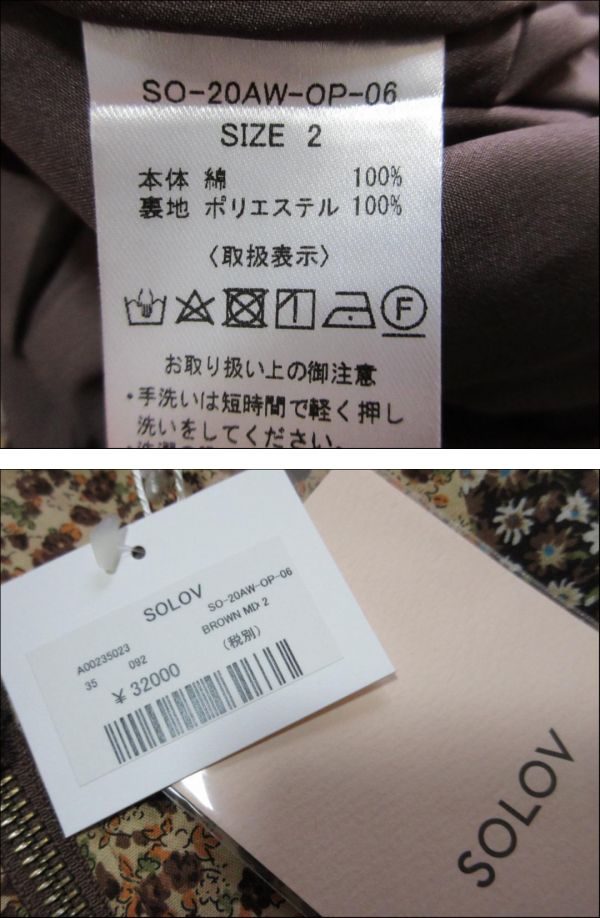 SO-20AW-OP-06
SIZE 2
本体 綿 100%
裏地 ポリエステル 100%
〈取扱表示〉
F
お取り扱い上の御注意
・手洗いは短時間で軽く押し
洗いをしてください。
SOLOV
SO-20AW-OP-06
A00235023
BROWN MIX 2
35 092
(税別)
¥ 32000
SOLOV